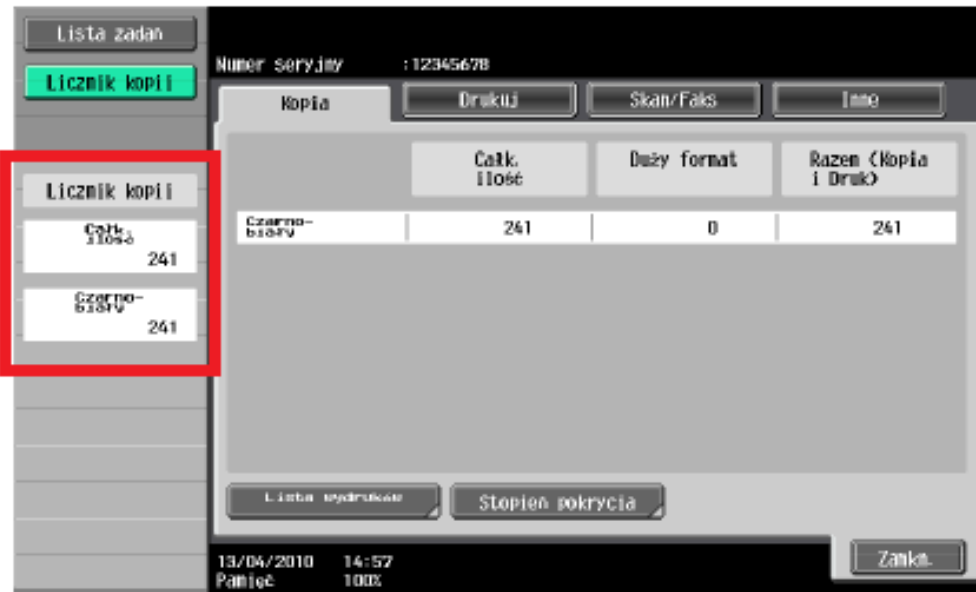 Lista zadań
Licznik kopii
Licznik kopii
Całk.
ilość
241
Czarno-
biały
241
Numer seryjny :12345678
Kopia Drukuj Skan/Faks Inne
Całk. Duży format Razem (Kopia
ilość i Druk)
Czarno-
biały 241 0 241
Lista wydruków Stopień pokrycia
13/04/2010 14:57
Pamięć 100%
Zamkn.